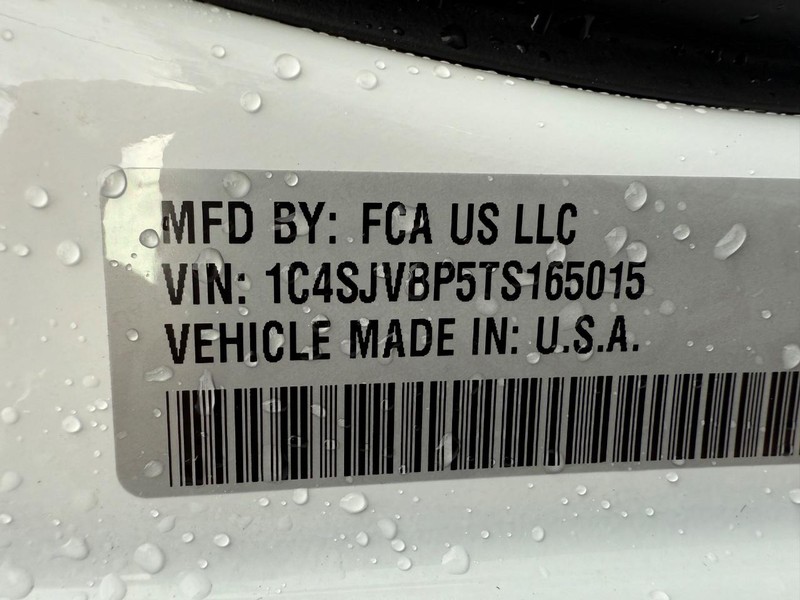 MFD BY: FCA US LLC
VIN: 1C4SJVBP5TS165015
VEHICLE MADE IN: U.S.A.